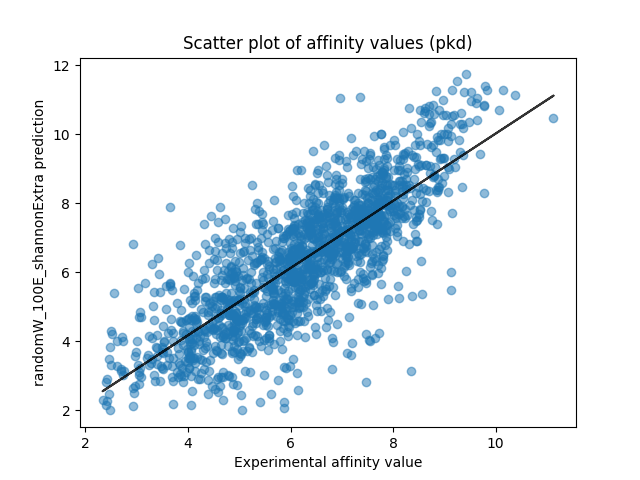 Scatter plot of affinity values (pkd)
randomW_100E_shannonExtra prediction
12
10
8
6
4
2
2 4 6 8 10
Experimental affinity value